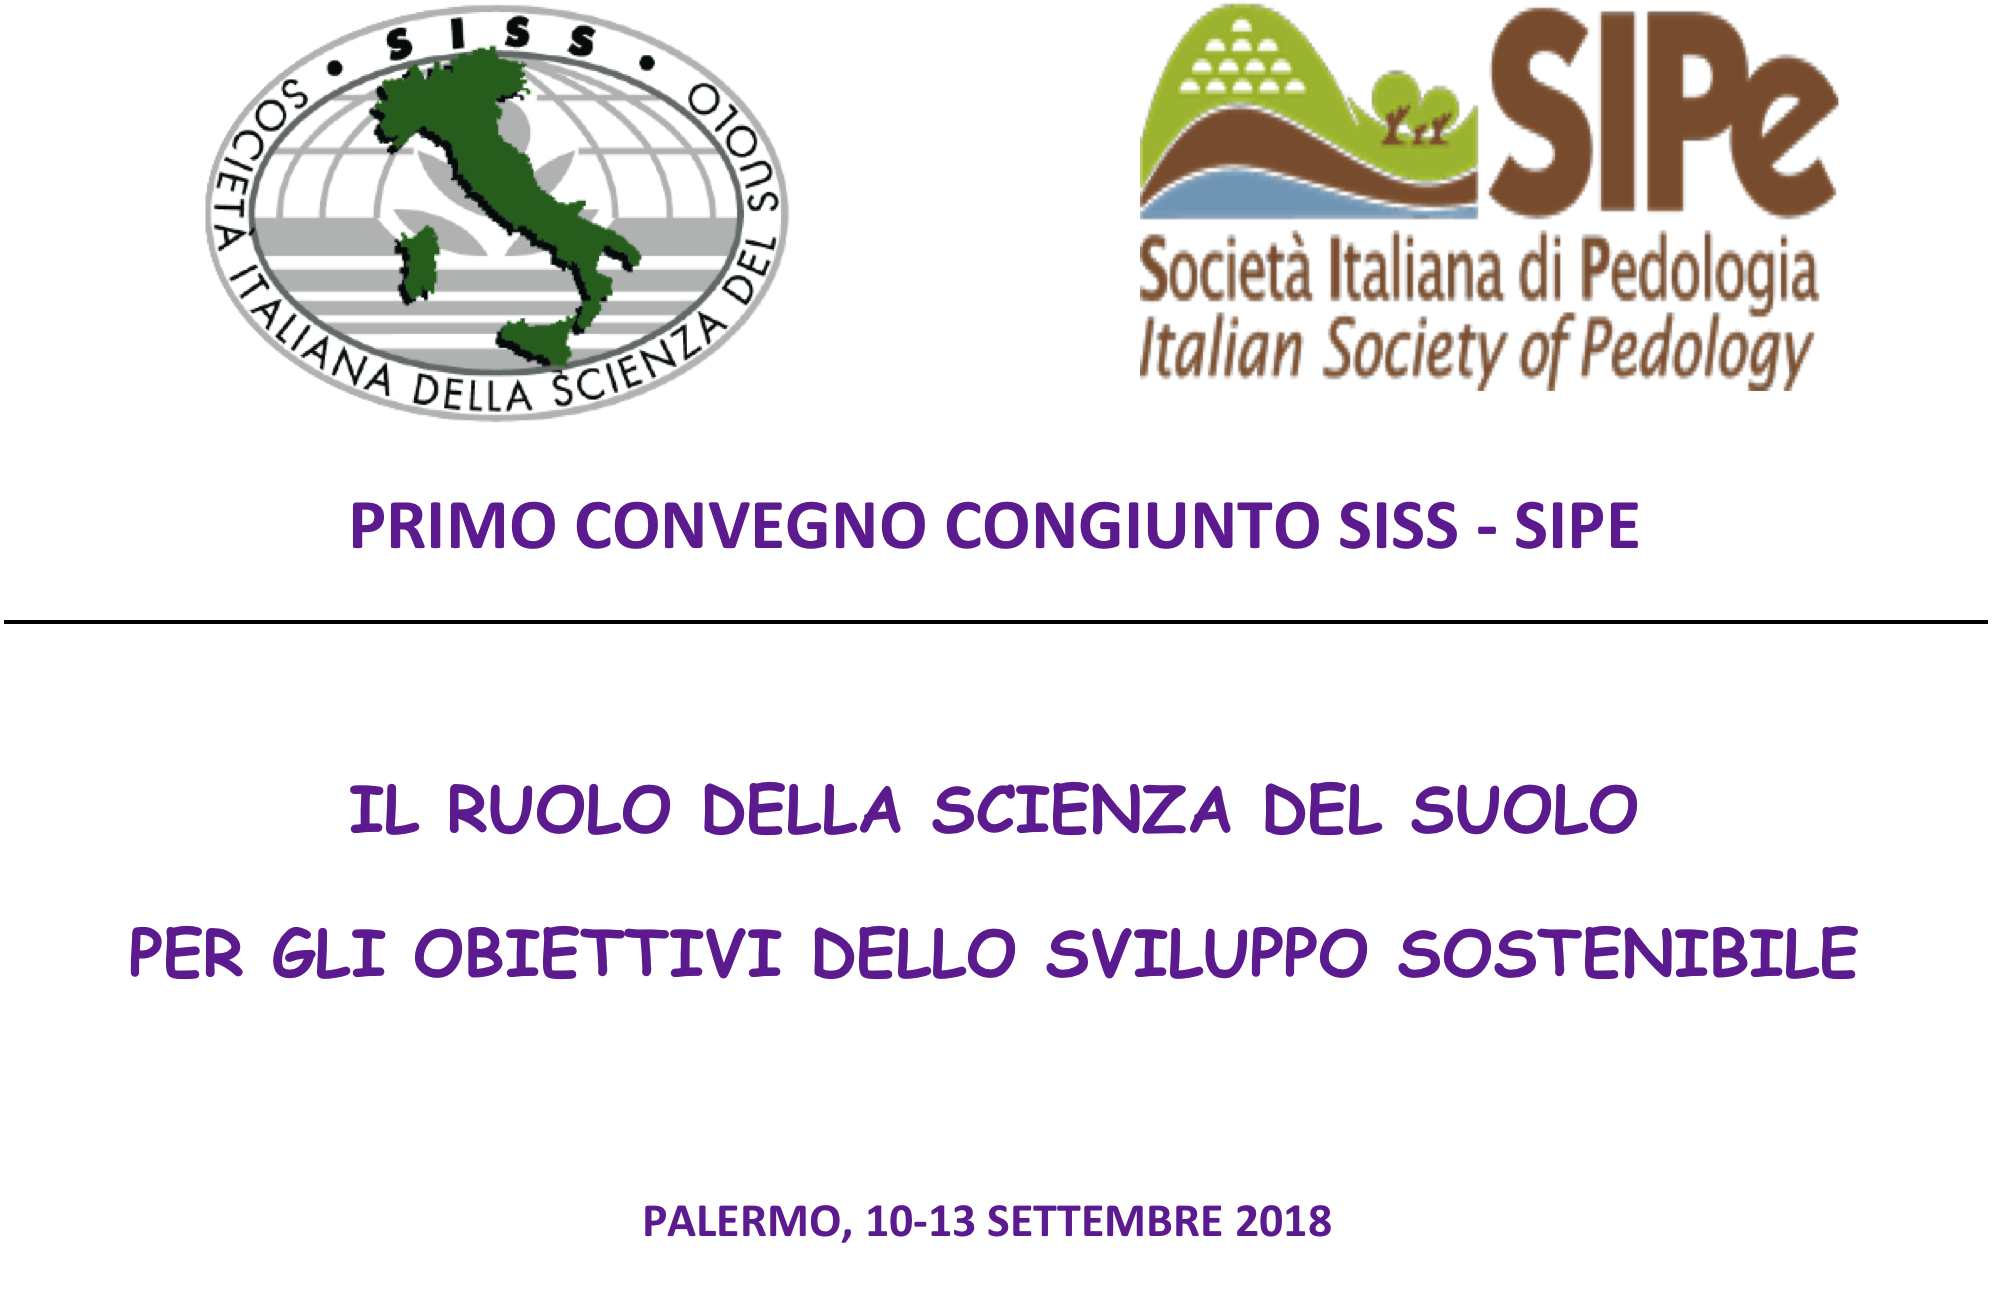 • SISS •
SOCIETÀ ITALIANA DELLA SCIENZA DEL SUOLO
SIPe
Società Italiana di Pedologia
Italian Society of Pedology
PRIMO CONVEGNO CONGIUNTO SISS - SIPE
IL RUOLO DELLA SCIENZA DEL SUOLO
PER GLI OBIETTIVI DELLO SVILUPPO SOSTENIBILE
PALERMO, 10-13 SETTEMBRE 2018